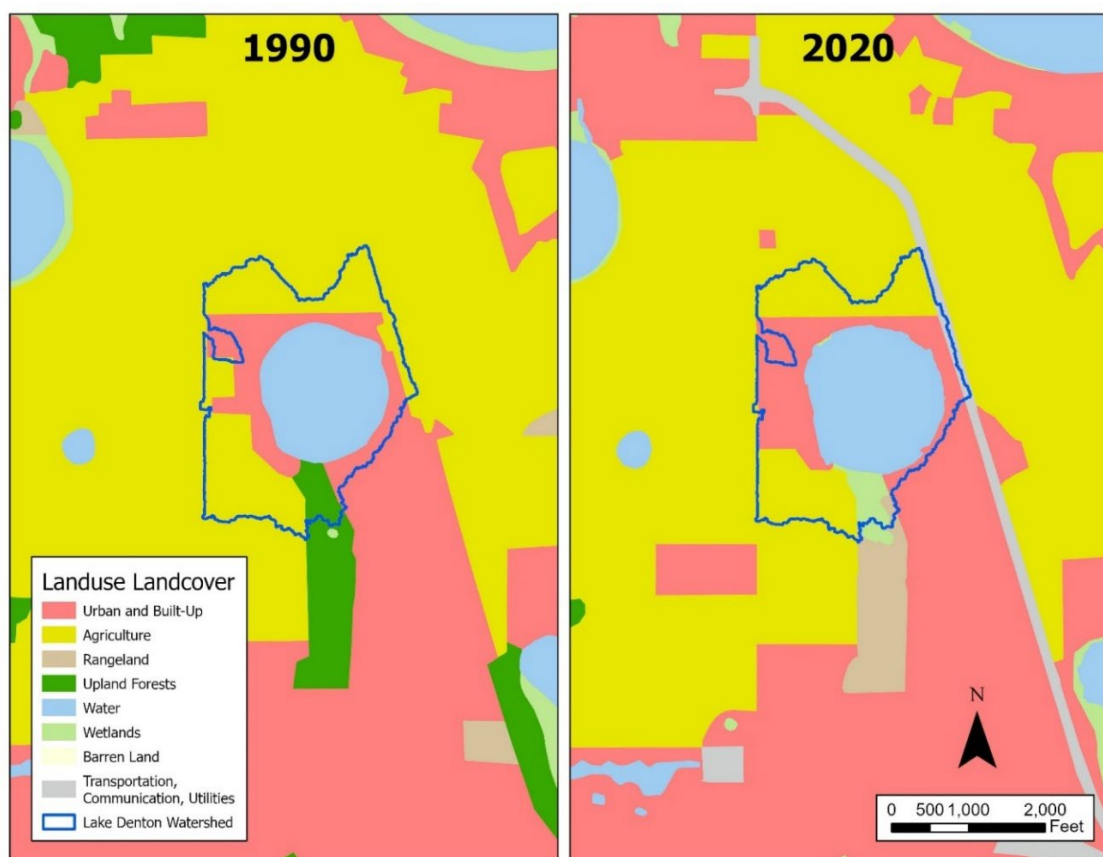 1990
2020
Landuse Landcover
Urban and Built-Up
Agriculture
Rangeland
Upland Forests
Water
Wetlands
Barren Land
Transportation,
Communication, Utilities
Lake Denton Watershed
N
0 500 1,000 2,000
Feet